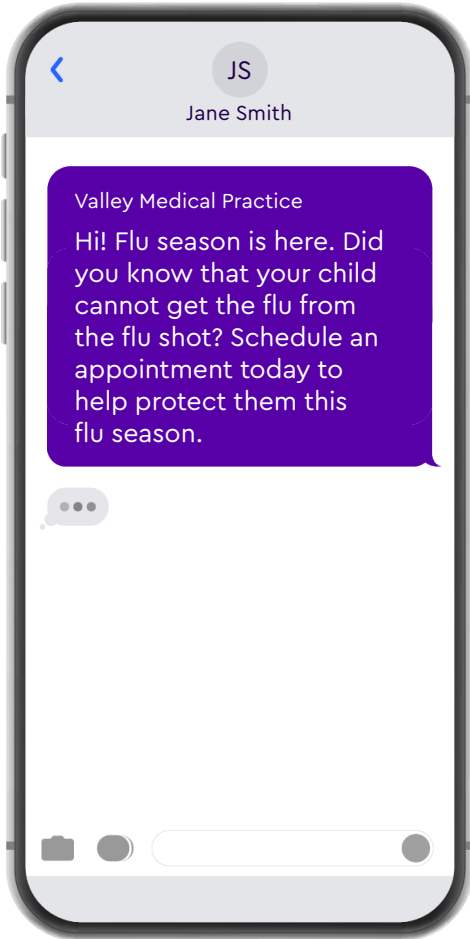 JS
Jane Smith
Valley Medical Practice
Hi! Flu season is here. Did
you know that your child
cannot get the flu from
the flu shot? Schedule an
appointment today to
help protect them this
flu season.